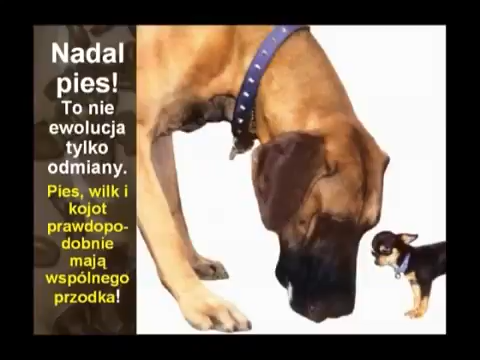 Nadal
pies!
To nie
ewolucja
tylko
odmiany.
Pies, wilk i
kojot
prawdopo-
dobnie
mają
wspólnego
przodka!